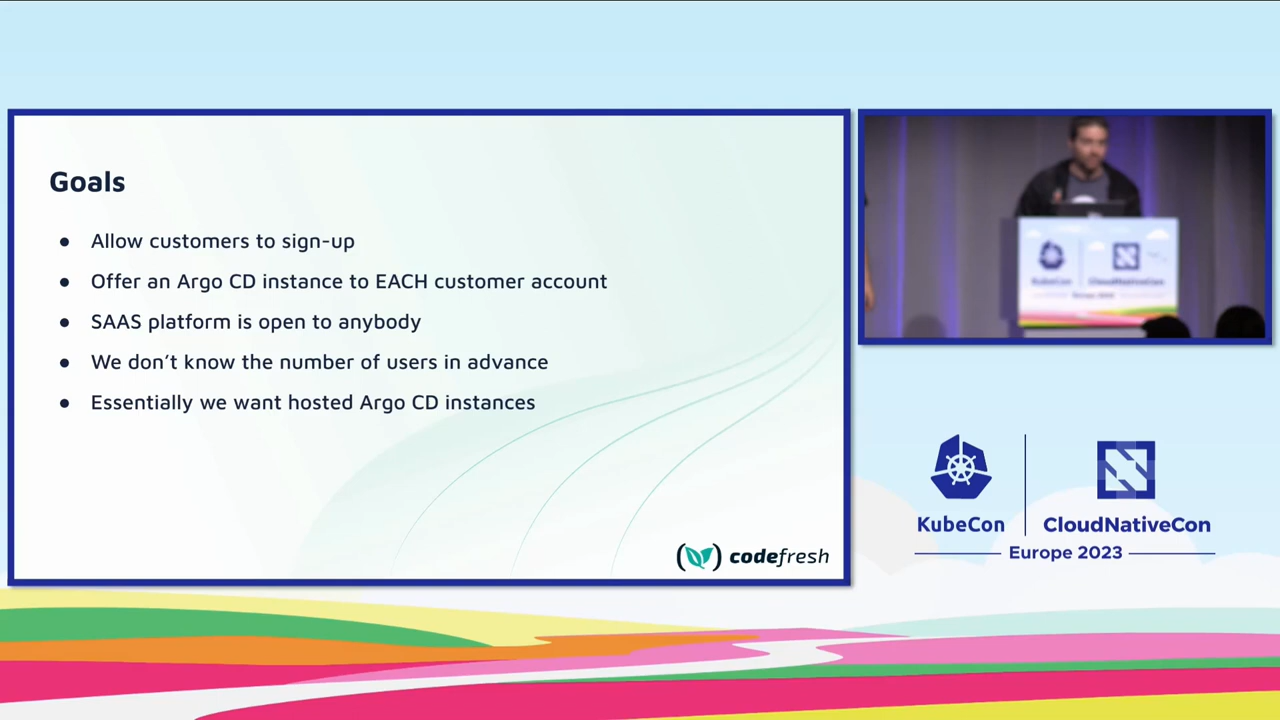 Goals
● Allow customers to sign-up
● Offer an Argo CD instance to EACH customer account
● SAAS platform is open to anybody
● We don’t know the number of users in advance
● Essentially we want hosted Argo CD instances
(codefresh)
KubeCon
CloudNativeCon
KubeCon
CloudNativeCon
Europe 2023